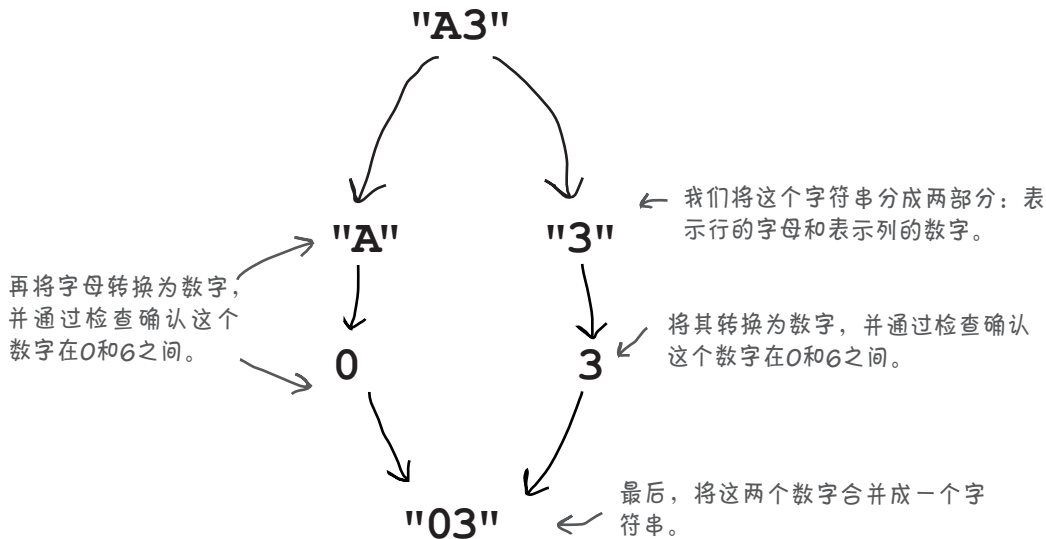 "A3"
我们将这个字符串分成两部分：表
示行的字母和表示列的数字。
"A"
"3"
再将字母转换为数字，
并通过检查确认这个
数字在0和6之间。
将其转换为数字，并通过检查确认
这个数字在0和6之间。
0
3
最后，将这两个数字合并成一个字
符串。
"03"